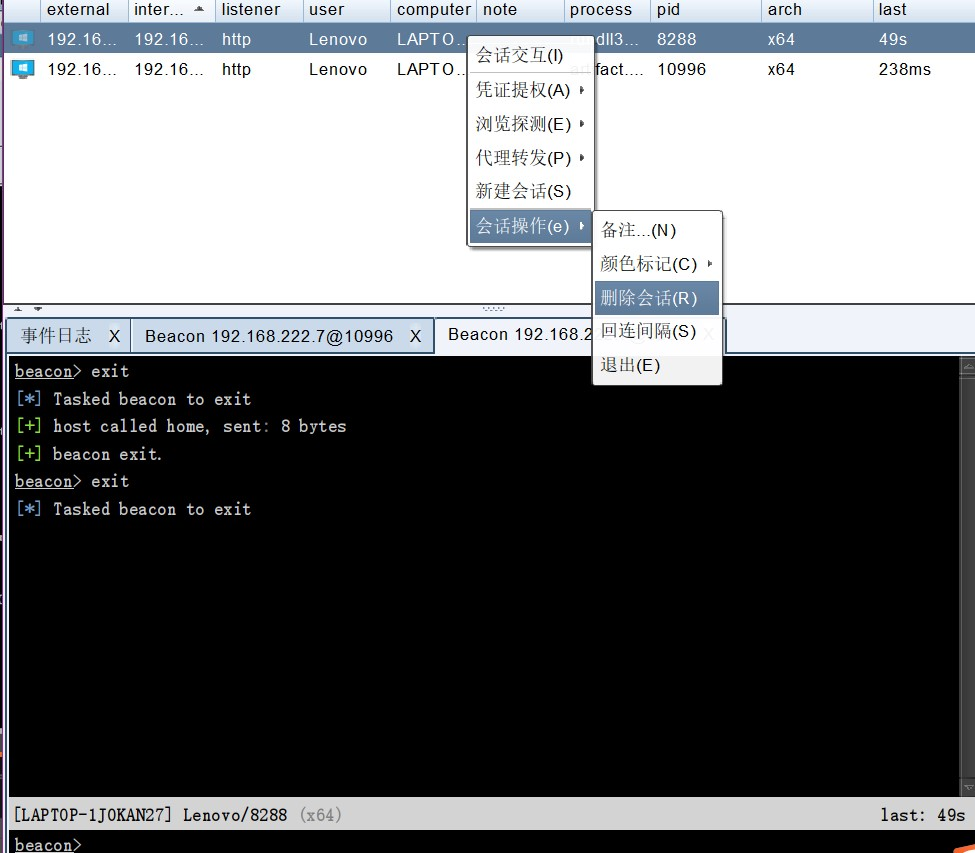 external inter... listener user computer note process pid arch last
192.16... 192.16... http Lenovo LAPTO... 8288 x64 49s
192.16... 192.16... http Lenovo LAPTO... 10996 x64 238ms
会话交互(I)
凭证提权(A)
浏览探测(E)
代理转发(P)
新建会话(S)
会话操作(e)
备注...(N)
颜色标记(C)
删除会话(R)
回连间隔(S)
退出(E)
事件日志 X Beacon 192.168.222.7@10996 X Beacon 192.168.2 X
beacon> exit
[*] Tasked beacon to exit
[+] host called home, sent: 8 bytes
[+] beacon exit.
beacon> exit
[*] Tasked beacon to exit
[LAPTOP-1J0KAN27] Lenovo/8288 (x64) last: 49s
beacon>